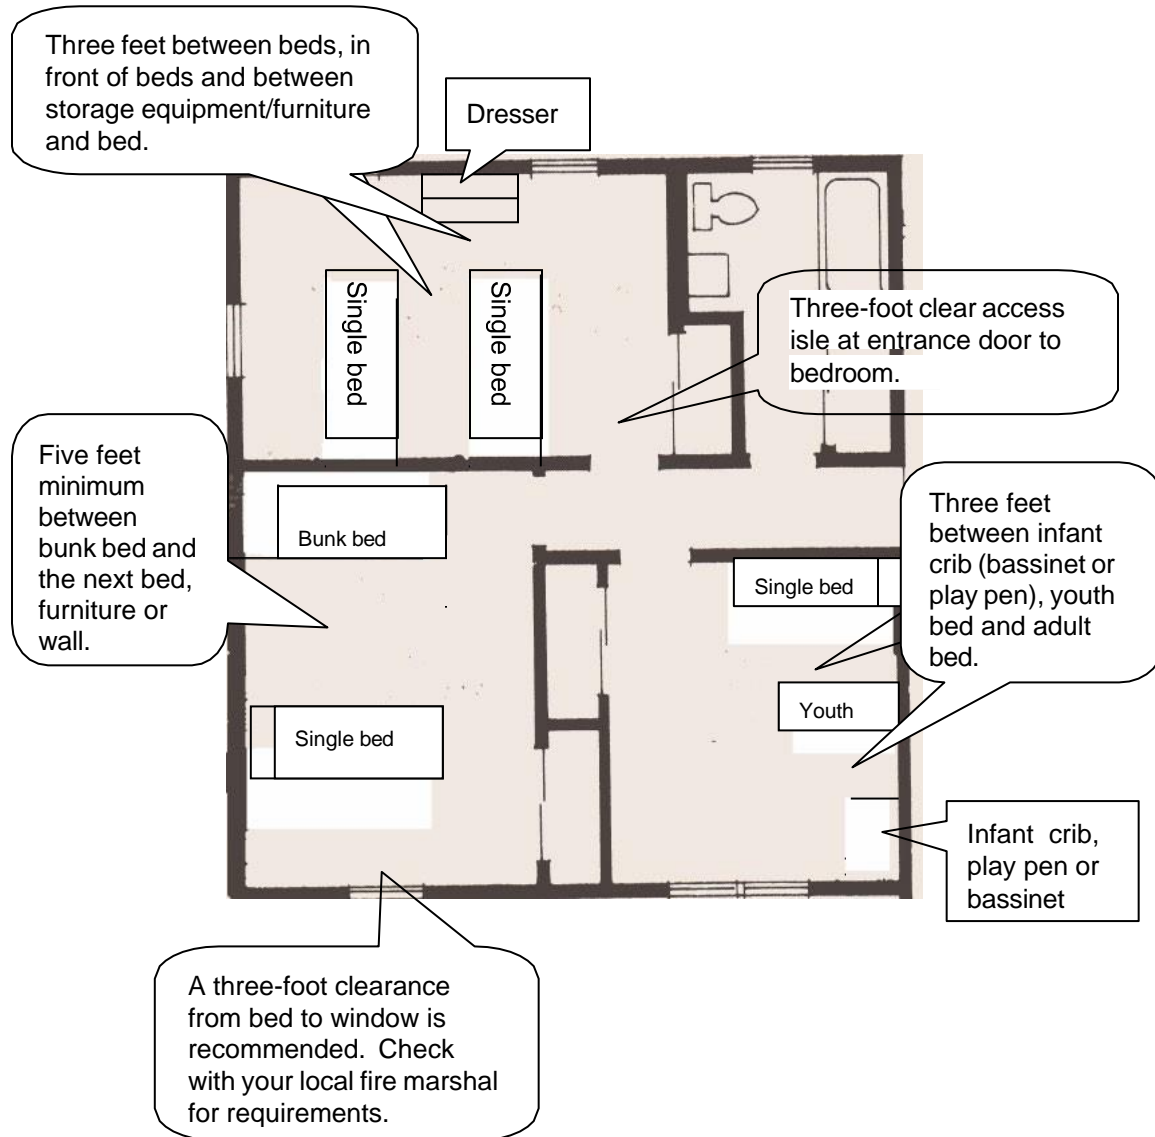 Three feet between beds, in
front of beds and between
storage equipment/furniture
and bed.
Dresser
Single bed
Single bed
Three-foot clear access
isle at entrance door to
bedroom.
Five feet
minimum
between
bunk bed and
the next bed,
furniture or
wall.
Bunk bed
Three feet
between infant
crib (bassinet or
play pen), youth
bed and adult
bed.
Single bed
Youth
Single bed
Infant crib,
play pen or
bassinet
A three-foot clearance
from bed to window is
recommended. Check
with your local fire marshal
for requirements.